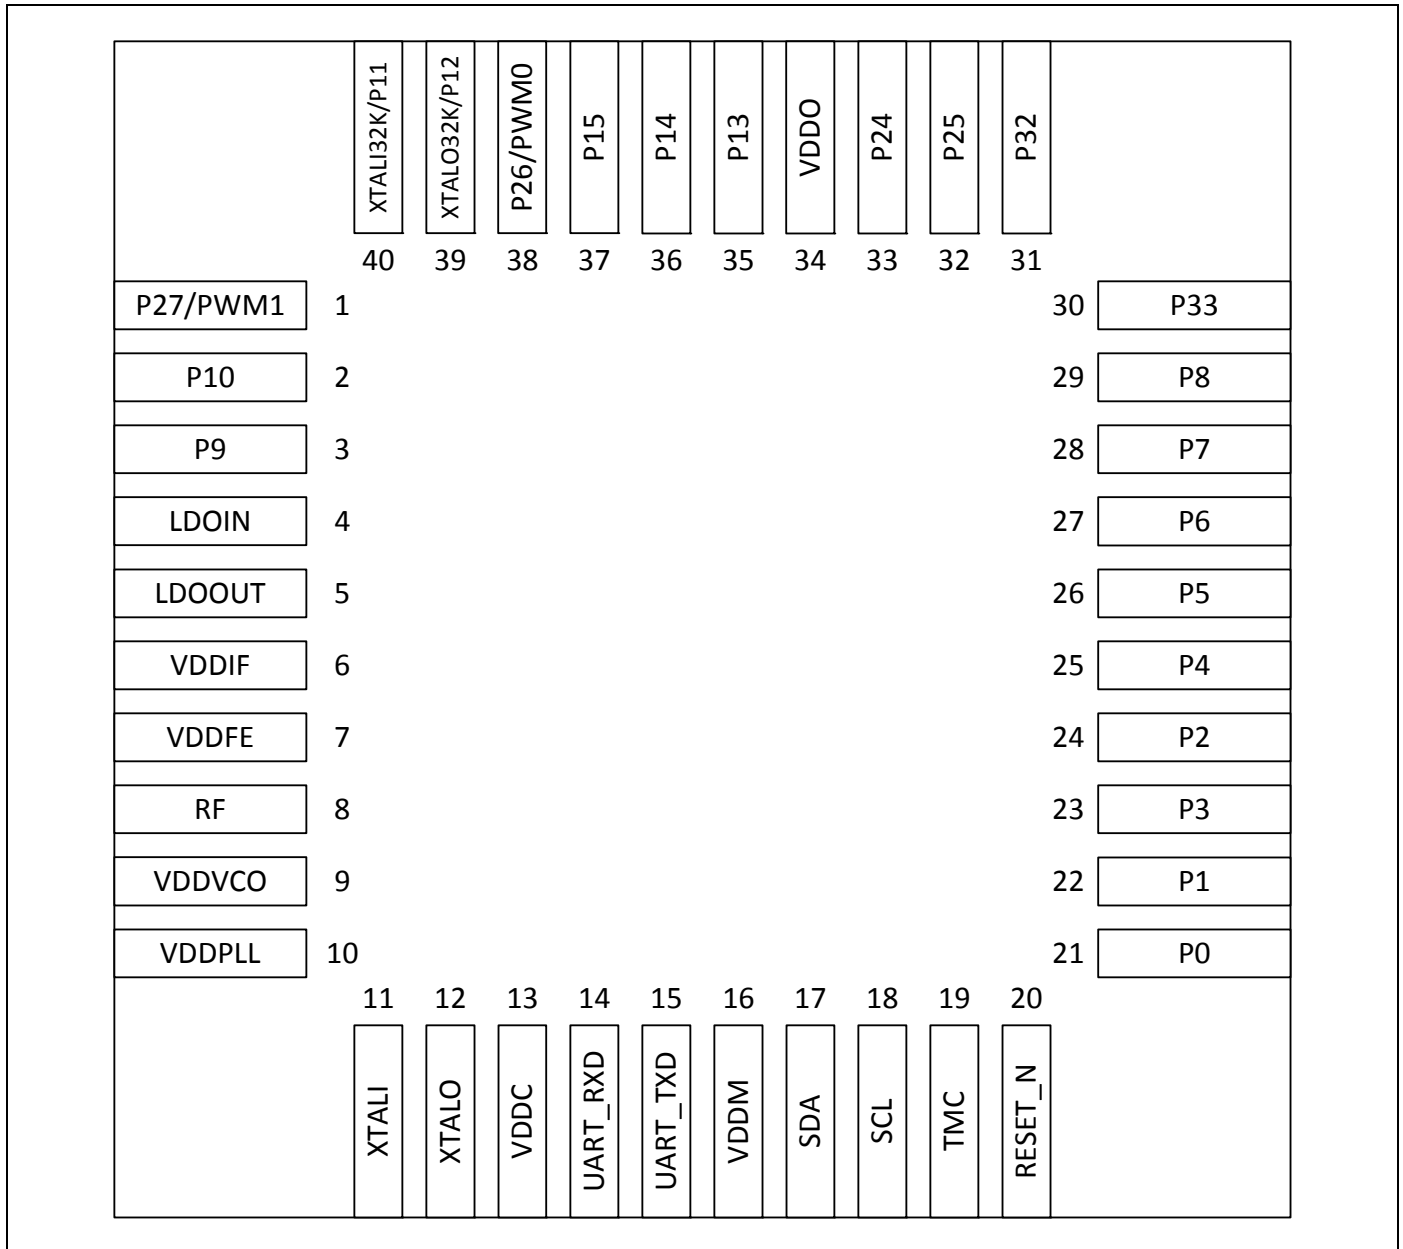 XTALI32K/P11 XTALO32K/P12 P26/PWM0 P15 P14 P13 VDDO P24 P25 P32
40 39 38 37 36 35 34 33 32 31
P27/PWM1 1 30 P33
P10 2 29 P8
P9 3 28 P7
LDOIN 4 27 P6
LDOOUT 5 26 P5
VDDIF 6 25 P4
VDDFE 7 24 P2
RF 8 23 P3
VDDVCO 9 22 P1
VDDPLL 10 21 P0
11 12 13 14 15 16 17 18 19 20
XTALI XTALO VDDC UART_RXD UART_TXD VDDM SDA SCL TMC RESET_N